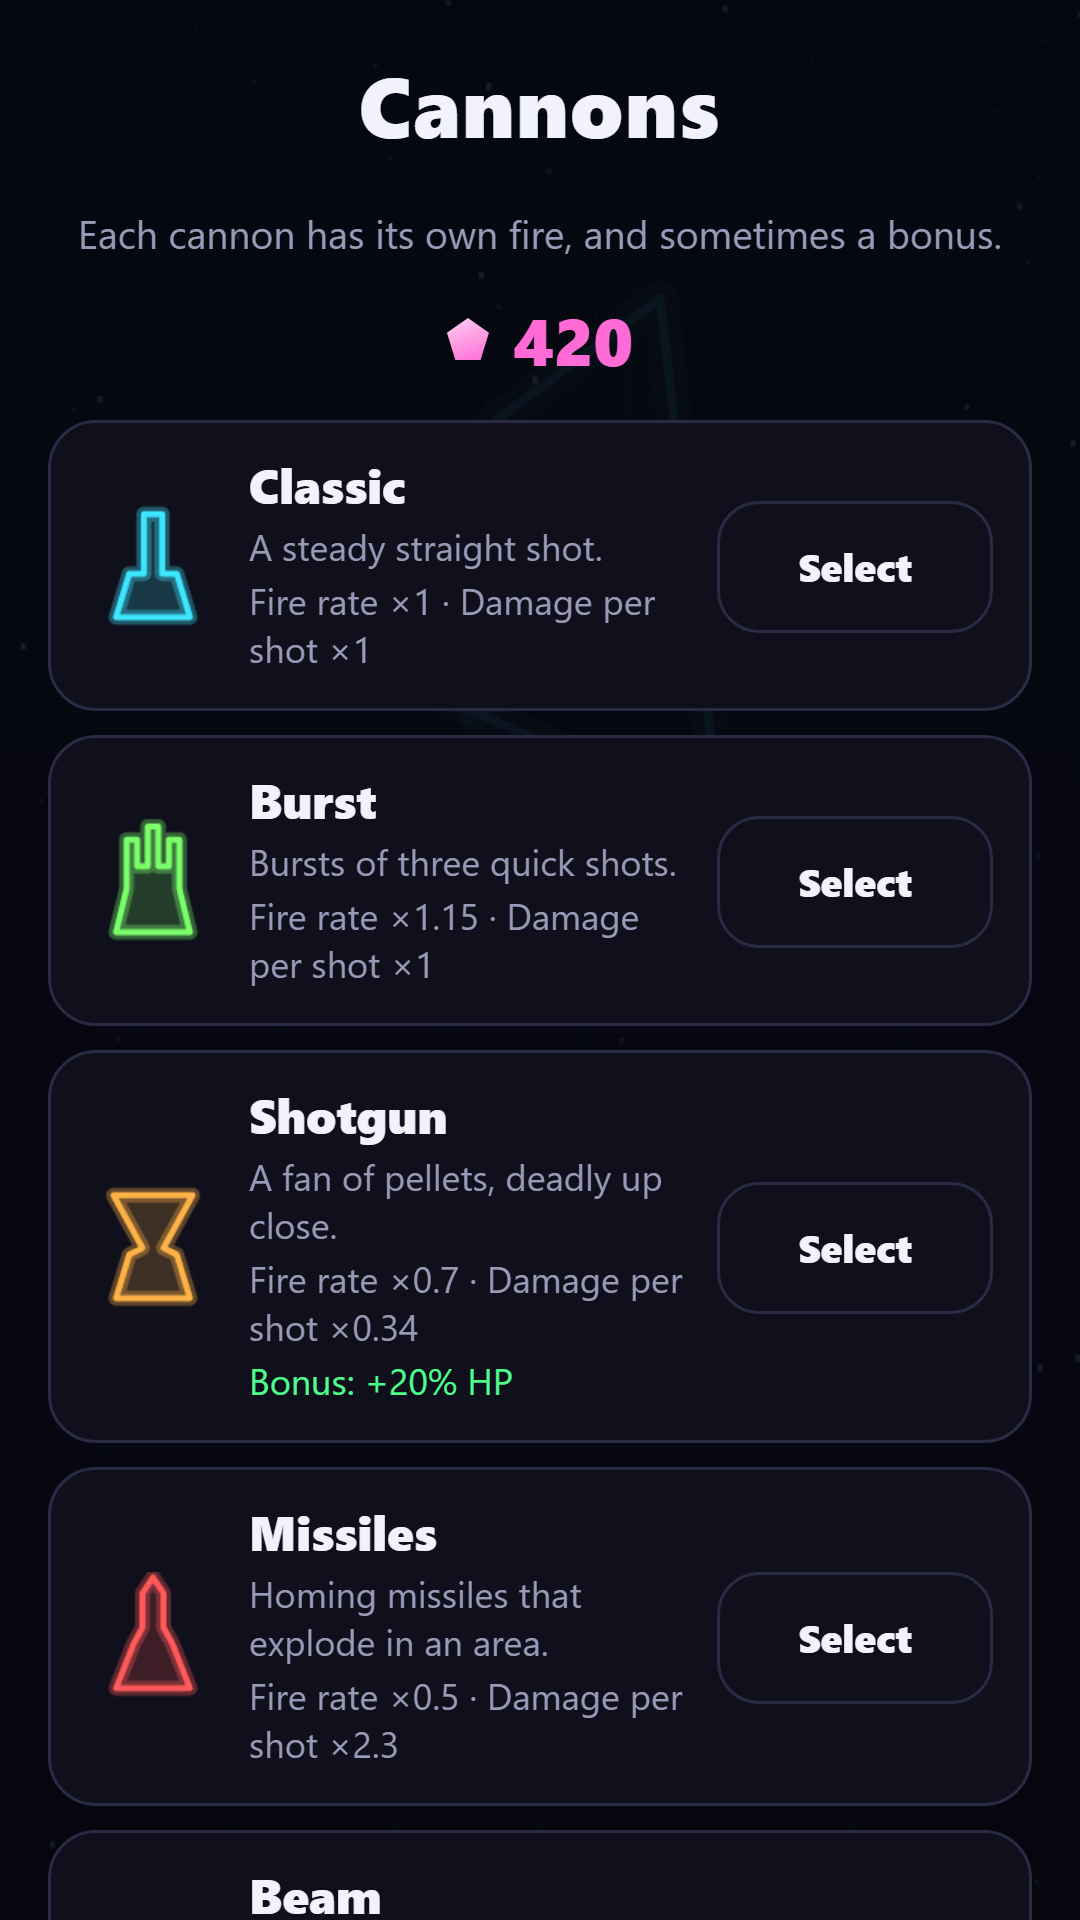 Cannons
Each cannon has its own fire, and sometimes a bonus.
420
Classic
A steady straight shot.
Fire rate ×1 · Damage per
shot ×1
Select
Burst
Bursts of three quick shots.
Fire rate ×1.15 · Damage
per shot ×1
Select
Shotgun
A fan of pellets, deadly up
close.
Fire rate ×0.7 · Damage per
shot ×0.34
Bonus: +20% HP
Select
Missiles
Homing missiles that
explode in an area.
Fire rate ×0.5 · Damage per
shot ×2.3
Select
Beam